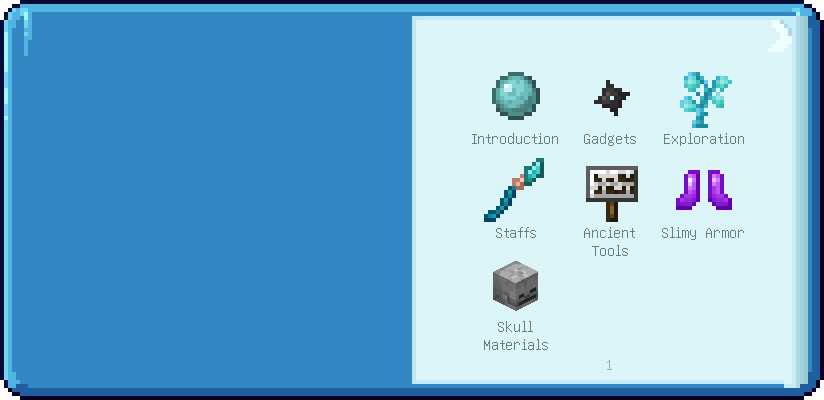 Introduction
Gadgets
Exploration
Staffs
Ancient
Tools
Slimy Armor
Skull
Materials
1